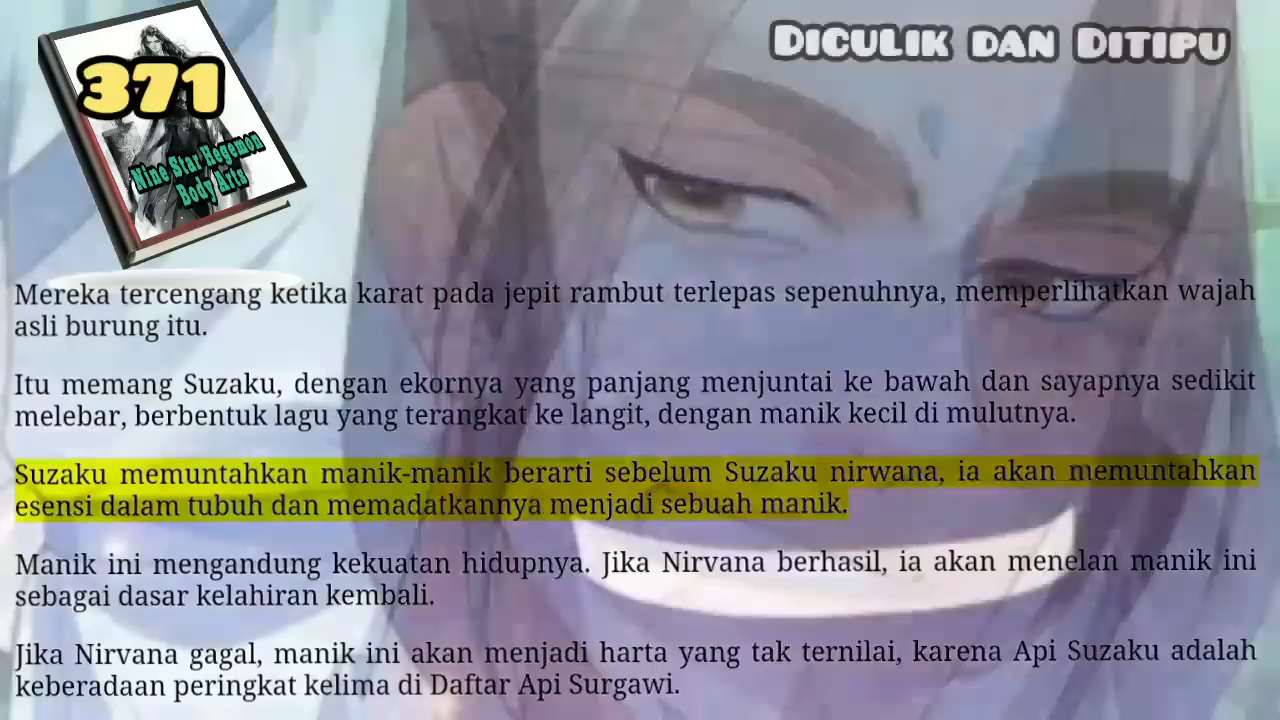 371
Nine Star Hegemon
Body Arts
Diculik dan Ditipu
Mereka tercengang ketika karat pada jepit rambut terlepas sepenuhnya, memperlihatkan wajah
asli burung itu.
Itu memang Suzaku, dengan ekornya yang panjang menjuntai ke bawah dan sayapnya sedikit
melebar, berbentuk lagu yang terangkat ke langit, dengan manik kecil di mulutnya.
Suzaku memuntahkan manik-manik berarti sebelum Suzaku nirwana, ia akan memuntahkan
esensi dalam tubuh dan memadatkannya menjadi sebuah manik.
Manik ini mengandung kekuatan hidupnya. Jika Nirvana berhasil, ia akan menelan manik ini
sebagai dasar kelahiran kembali.
Jika Nirvana gagal, manik ini akan menjadi harta yang tak ternilai, karena Api Suzaku adalah
keberadaan peringkat kelima di Daftar Api Surgawi.